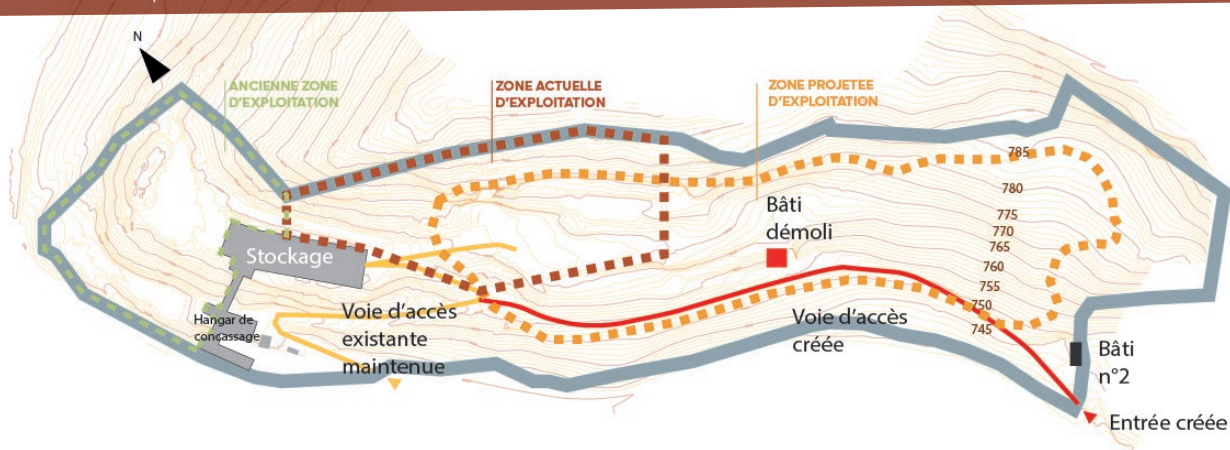 N
ANCIENNE ZONE
D'EXPLOITATION
ZONE ACTUELLE
D'EXPLOITATION
ZONE PROJETEE
D'EXPLOITATION
785
780
775
770
765
760
755
750
745
Bâti
démoli
Stockage
Hangar de
concassage
Voie d'accès
existante
maintenue
Voie d'accès
créée
Bâti
n°2
Entrée créée